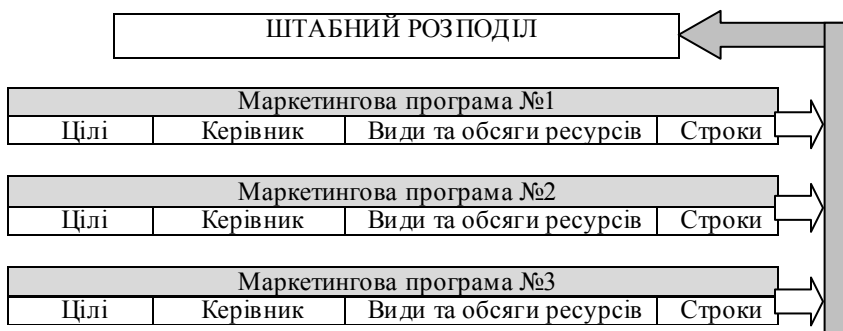 ШТАБНИЙ РОЗПОДІЛ
Маркетингова програма №1
Цілі Керівник Види та обсяги ресурсів Строки
Маркетингова програма №2
Цілі Керівник Види та обсяги ресурсів Строки
Маркетингова програма №3
Цілі Керівник Види та обсяги ресурсів Строки